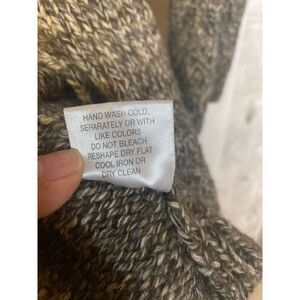 HAND WASH COLD,
SEPARATELY OR WITH
LIKE COLORS
DO NOT BLEACH
RESHAPE DRY FLAT
COOL IRON OR
DRY CLEAN